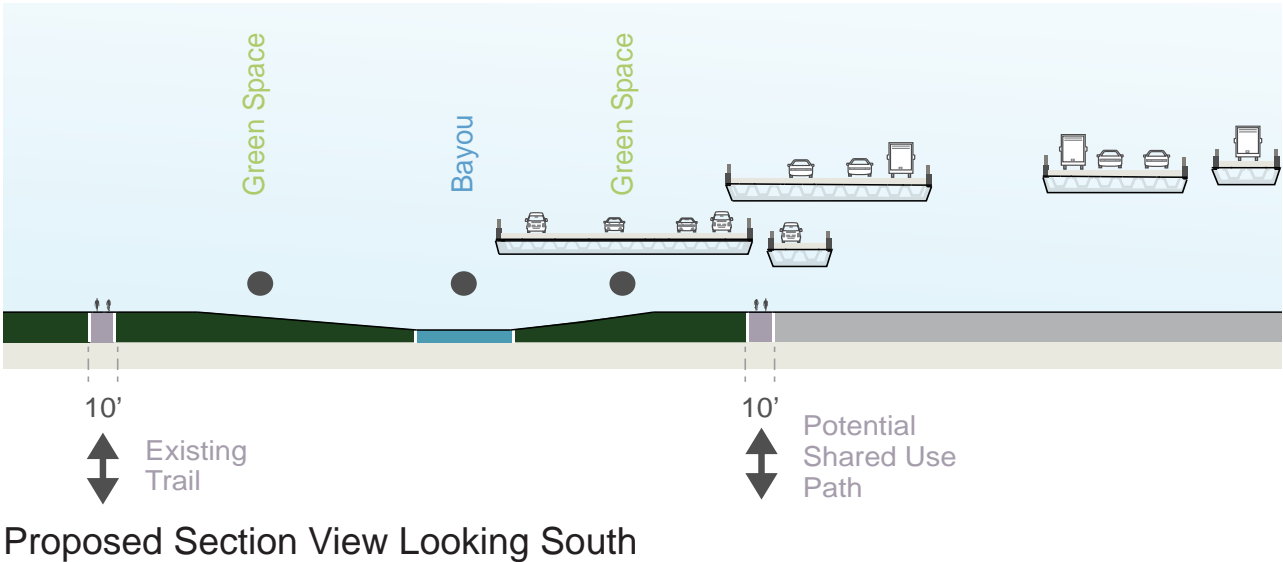 Green Space
Bayou
Green Space
10’
Existing
Trail
10’
Potential
Shared Use
Path
Proposed Section View Looking South